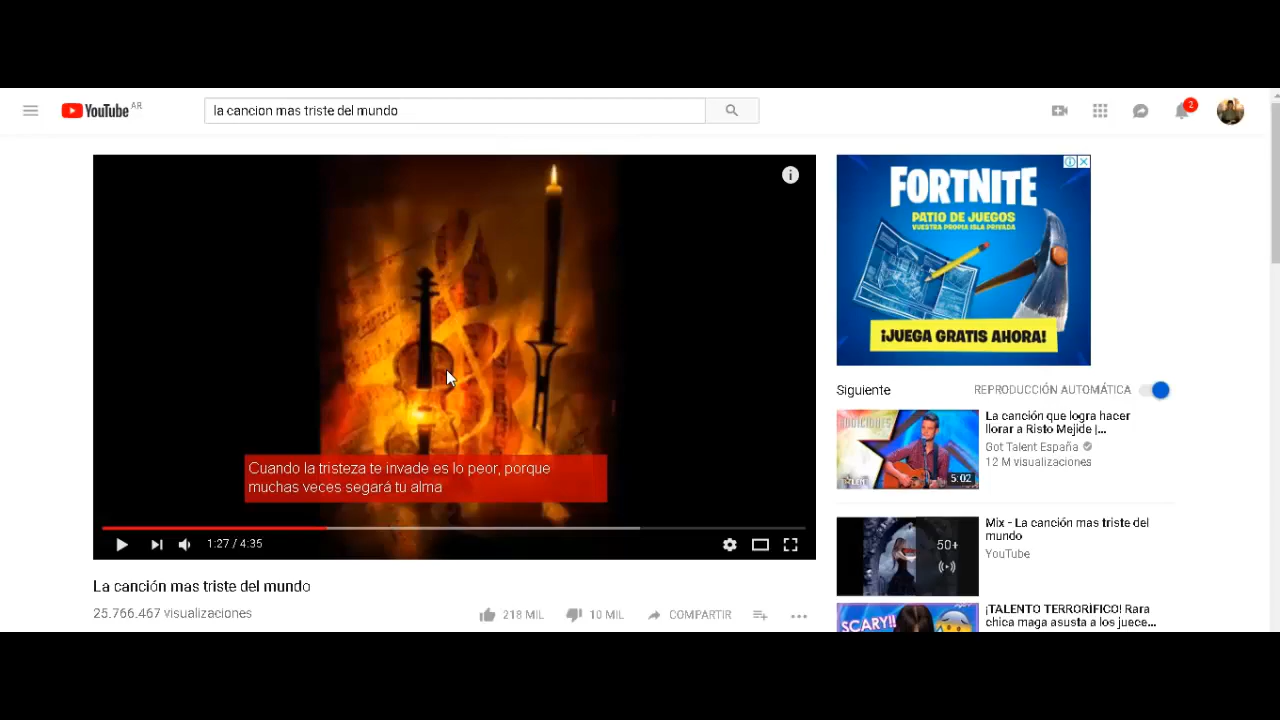 YouTube AR
la cancion mas triste del mundo
2
FORTNITE
PATIO DE JUEGOS
VUESTRA PROPIA ISLA PRIVADA
¡JUEGA GRATIS AHORA!
Cuando la tristeza te invade es lo peor, porque
muchas veces segará tu alma
1:27 / 4:35
La canción mas triste del mundo
25.766.467 visualizaciones
218 MIL
10 MIL
COMPARTIR
Siguiente
REPRODUCCIÓN AUTOMÁTICA
5:02
La canción que logra hacer
llorar a Risto Mejide |...
Got Talent España
12 M visualizaciones
50+
Mix - La canción mas triste del
mundo
YouTube
SCARY!!
¡TALENTO TERRORÍFICO! Rara
chica maga asusta a los juece...